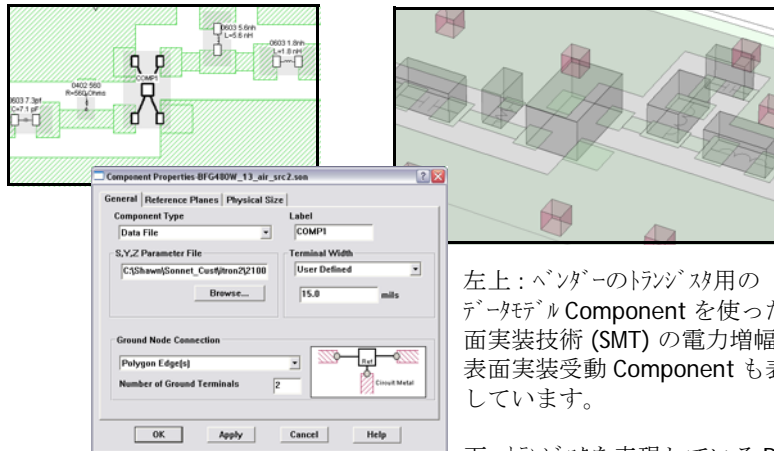 0603 5.6nh
L=5.6 nH
0603 1.8nh
L=1.8 nH
COMP1
0402 560
R=560 Ohms
0603 7.3pf
C=7.1 pF
Component Properties-BFG480W_13_air_src2.son
General
Reference Planes
Physical Size
Component Type
Data File
Label
COMP1
S,Y,Z Parameter File
C:\Shawn\Sonnet_Cust\itron2\2100
Browse...
Terminal Width
User Defined
15.0 mils
Ground Node Connection
Polygon Edge(s)
Number of Ground Terminals 2
Ref
Circuit Metal
OK Apply Cancel Help
左上 : ﾍﾞﾝﾀﾞｰのﾄﾗﾝｼﾞｽﾀ用の
ﾃﾞｰﾀﾓﾃﾞﾙ Component を使った
面実装技術 (SMT) の電力増幅
表面実装受動 Component も表
しています。